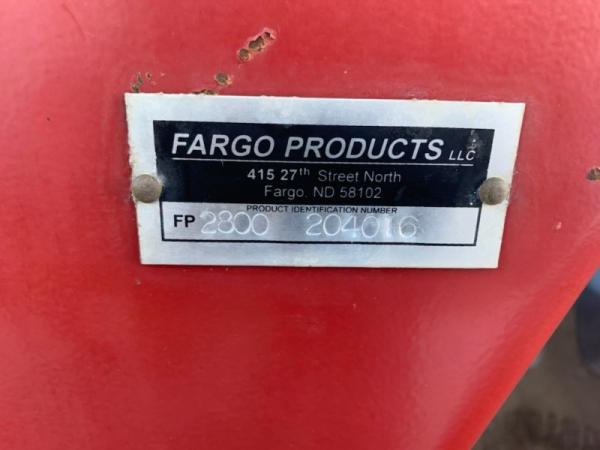 FARGO PRODUCTS LLC
415 27th Street North
Fargo, ND 58102
PRODUCT IDENTIFICATION NUMBER
FP 2800 204016